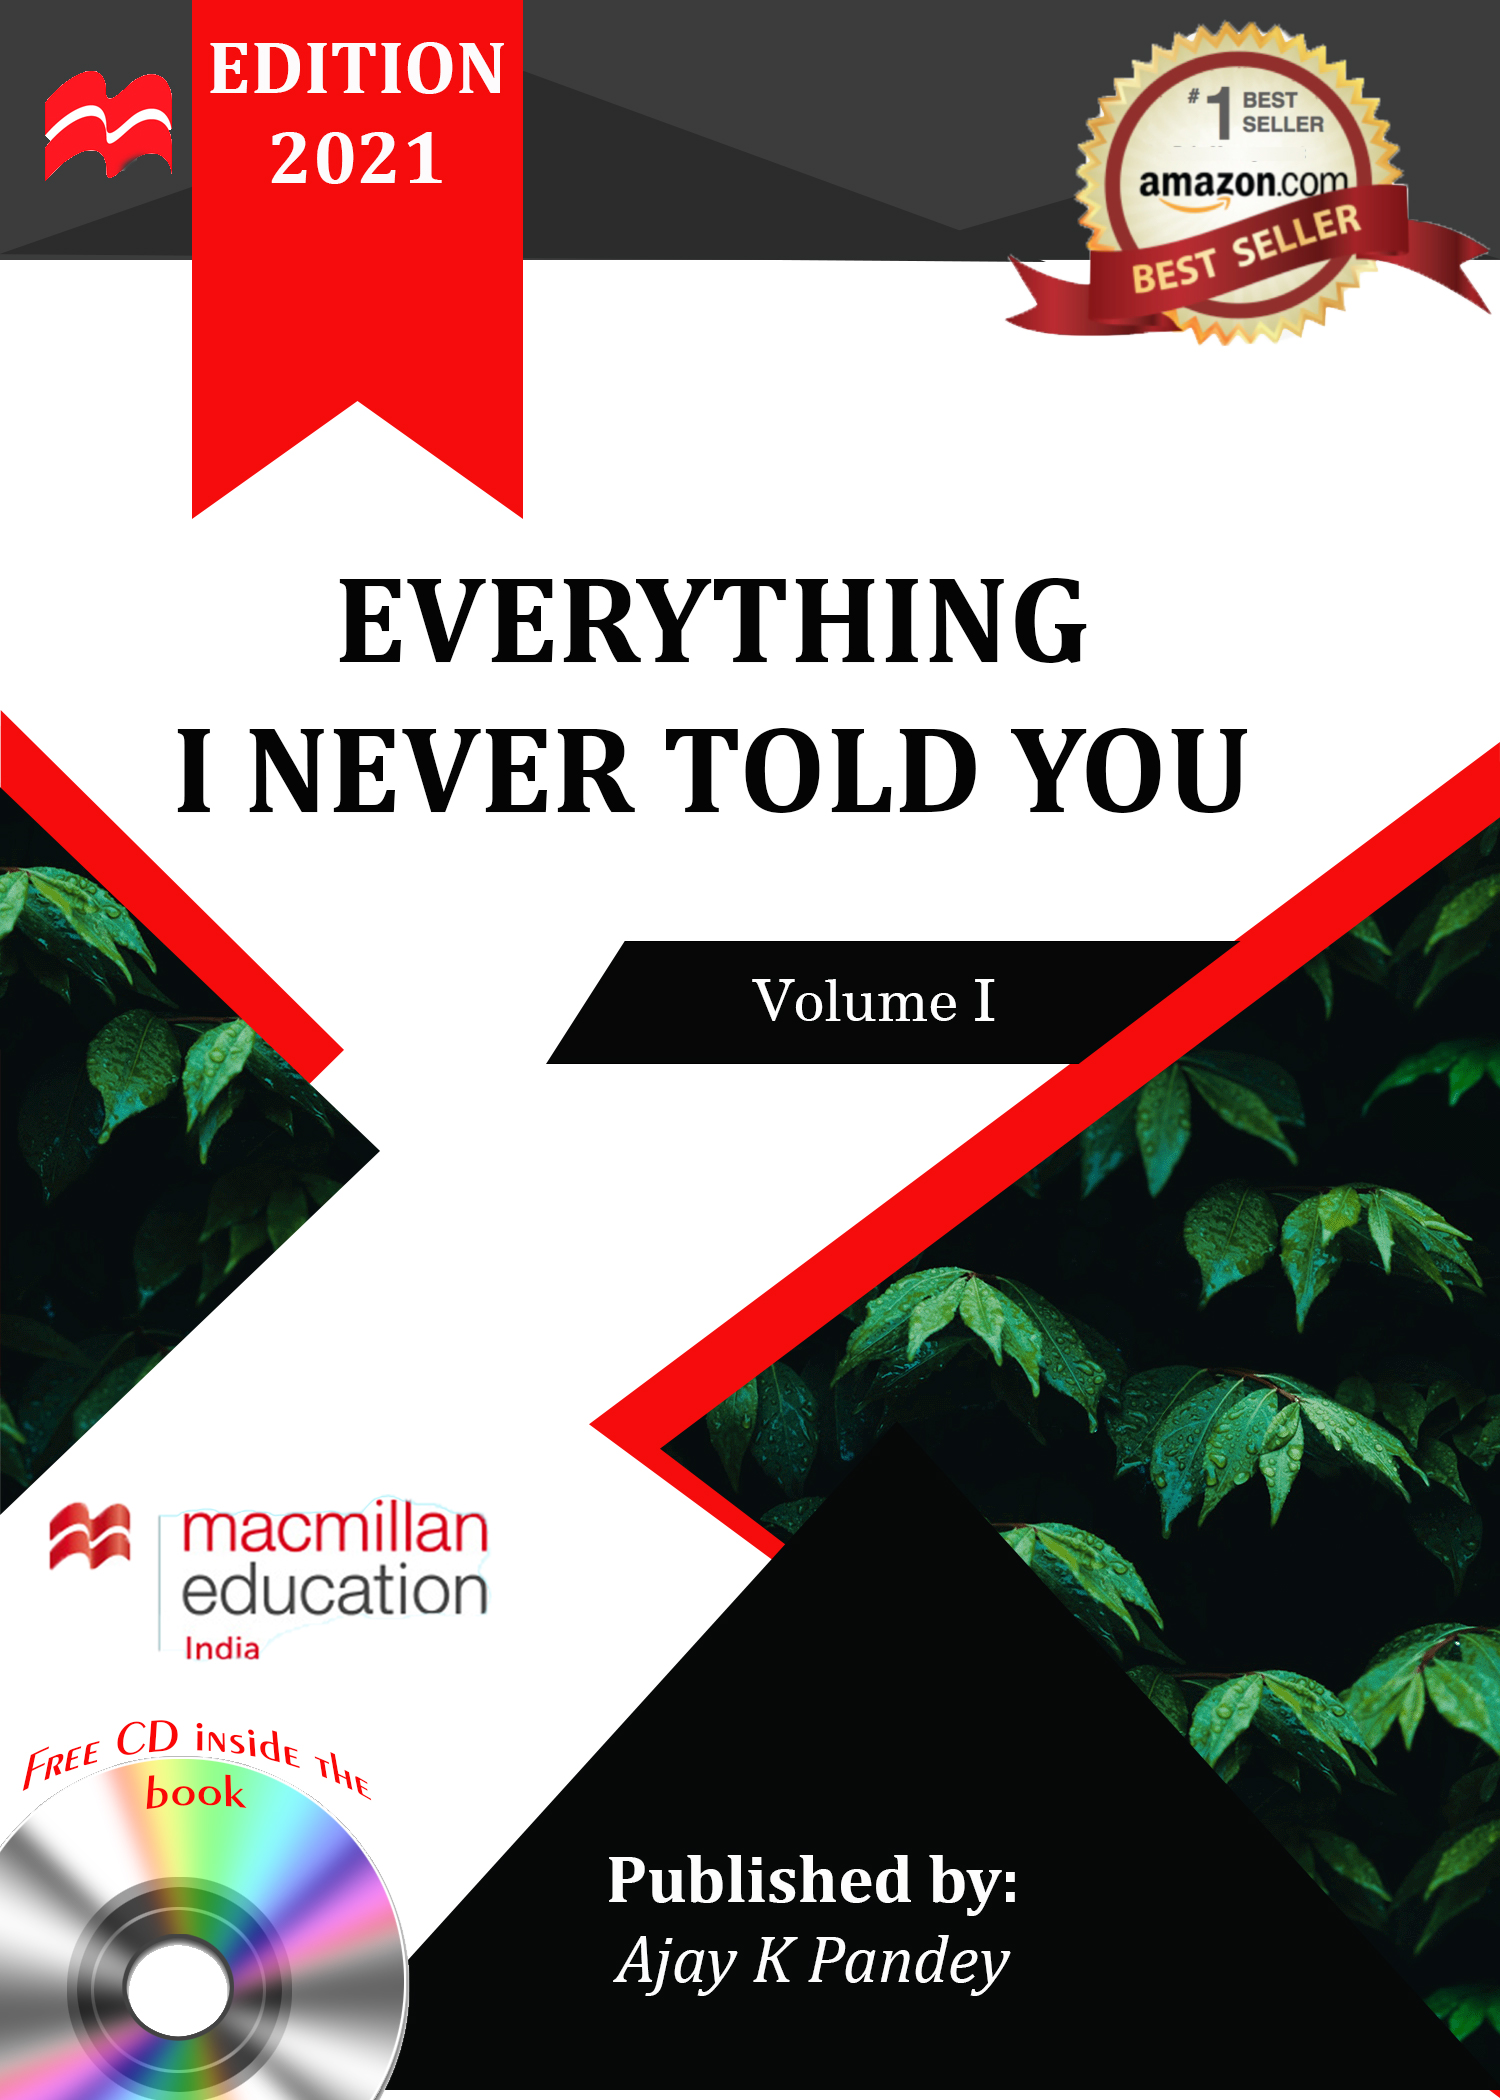 EDITION
2021
# 1 BEST
SELLER
amazon.com
BEST SELLER
EVERYTHING
I NEVER TOLD YOU
Volume I
macmillan
education
India
FREE CD INSIDE THE
book
Published by:
Ajay K Pandey